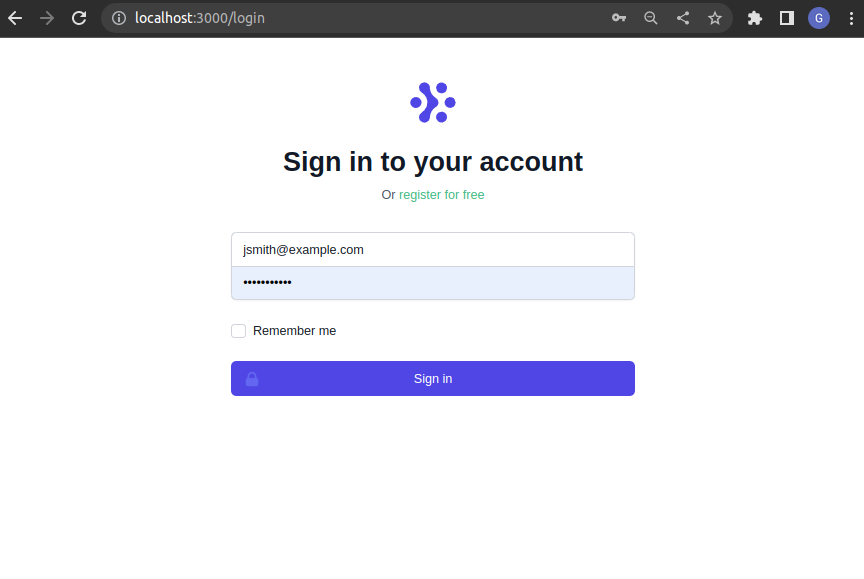 localhost:3000/login
G
Sign in to your account
Or register for free
jsmith@example.com
•••••••••••
Remember me
Sign in